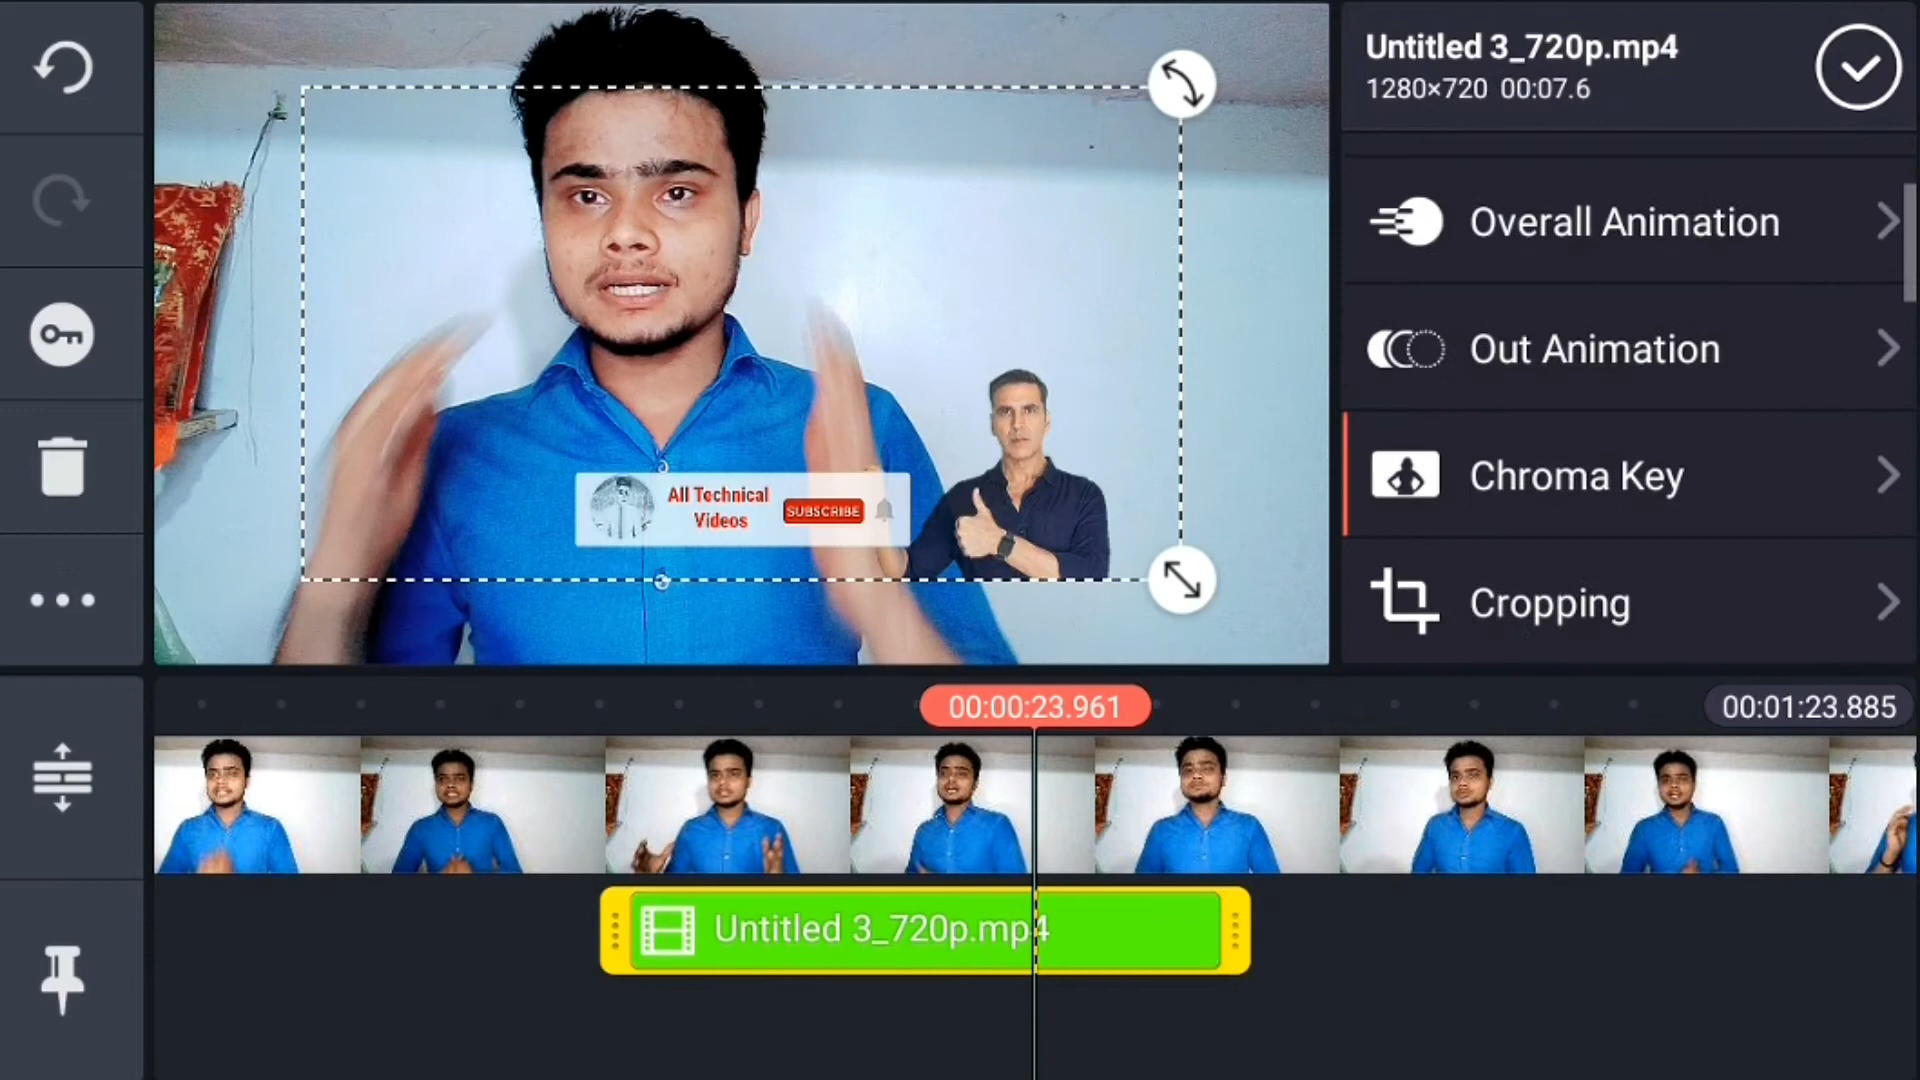 Untitled 3_720p.mp4
1280×720 00:07.6
Overall Animation
Out Animation
Chroma Key
Cropping
All Technical
Videos
SUBSCRIBE
00:00:23.961
00:01:23.885
Untitled 3_720p.mp4